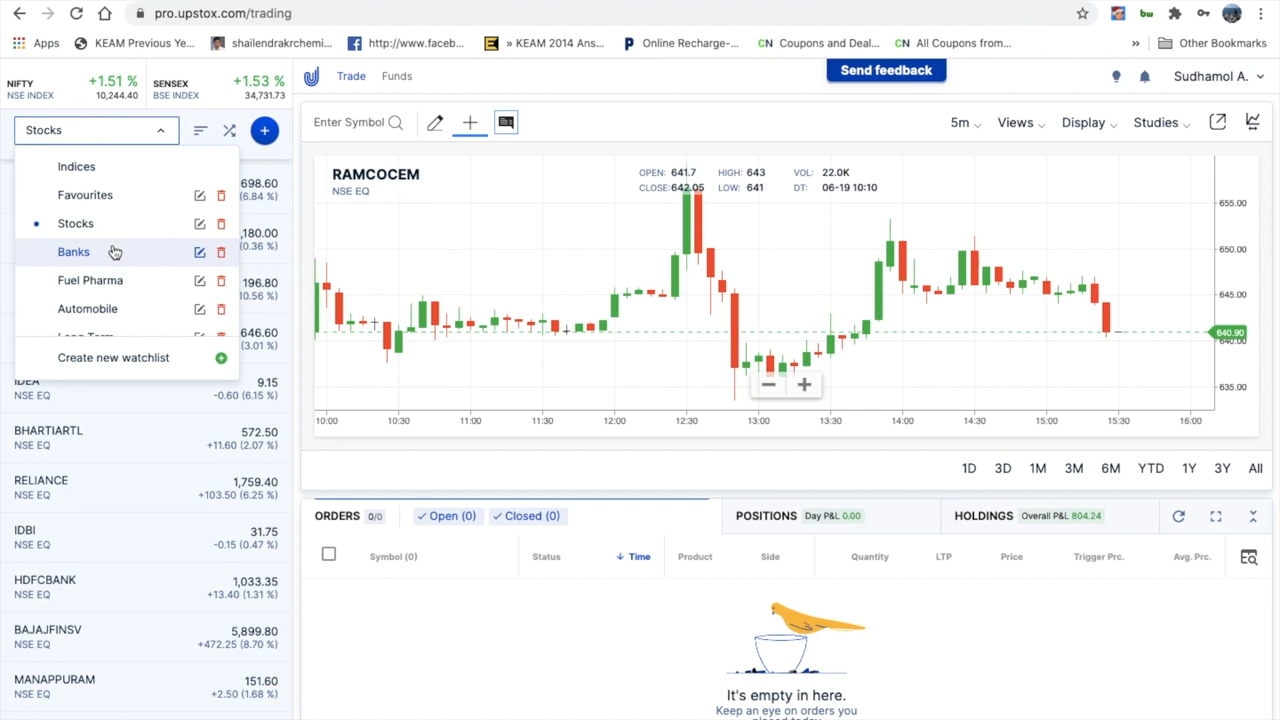 pro.upstox.com/trading
Apps KEAM Previous Ye... shailendrakrchemi... http://www.faceb... » KEAM 2014 Ans... Online Recharge-... Coupons and Deal... All Coupons from... » Other Bookmarks
NIFTY +1.51 %
NSE INDEX 10,244.40
SENSEX +1.53 %
BSE INDEX 34,731.73
Trade Funds
Send feedback
Sudhamol A.
Stocks
Indices
Favourites
Stocks
Banks
Fuel Pharma
Automobile
Long Term
Create new watchlist
698.60
(6.84 %)
,180.00
(0.36 %)
196.80
10.56 %)
646.60
(3.01 %)
IDEA 9.15
NSE EQ -0.60 (6.15 %)
BHARTIARTL 572.50
NSE EQ +11.60 (2.07 %)
RELIANCE 1,759.40
NSE EQ +103.50 (6.25 %)
IDBI 31.75
NSE EQ -0.15 (0.47 %)
HDFCBANK 1,033.35
NSE EQ +13.40 (1.31 %)
BAJAJFINSV 5,899.80
NSE EQ +472.25 (8.70 %)
MANAPPURAM 151.60
NSE EQ +2.50 (1.68 %)
Enter Symbol 5m Views Display Studies
RAMCOCEM
NSE EQ
OPEN: 641.7 HIGH: 643 VOL: 22.0K
CLOSE: 642.05 LOW: 641 DT: 06-19 10:10
655.00
650.00
645.00
640.90
640.00
635.00
10:00 10:30 11:00 11:30 12:00 12:30 13:00 13:30 14:00 14:30 15:00 15:30 16:00
1D 3D 1M 3M 6M YTD 1Y 3Y All
ORDERS 0/0 Open (0) Closed (0) POSITIONS Day P&L 0.00 HOLDINGS Overall P&L 804.24
Symbol (0) Status Time Product Side Quantity LTP Price Trigger Prc. Avg. Prc.
It's empty in here.
Keep an eye on orders you
placed today